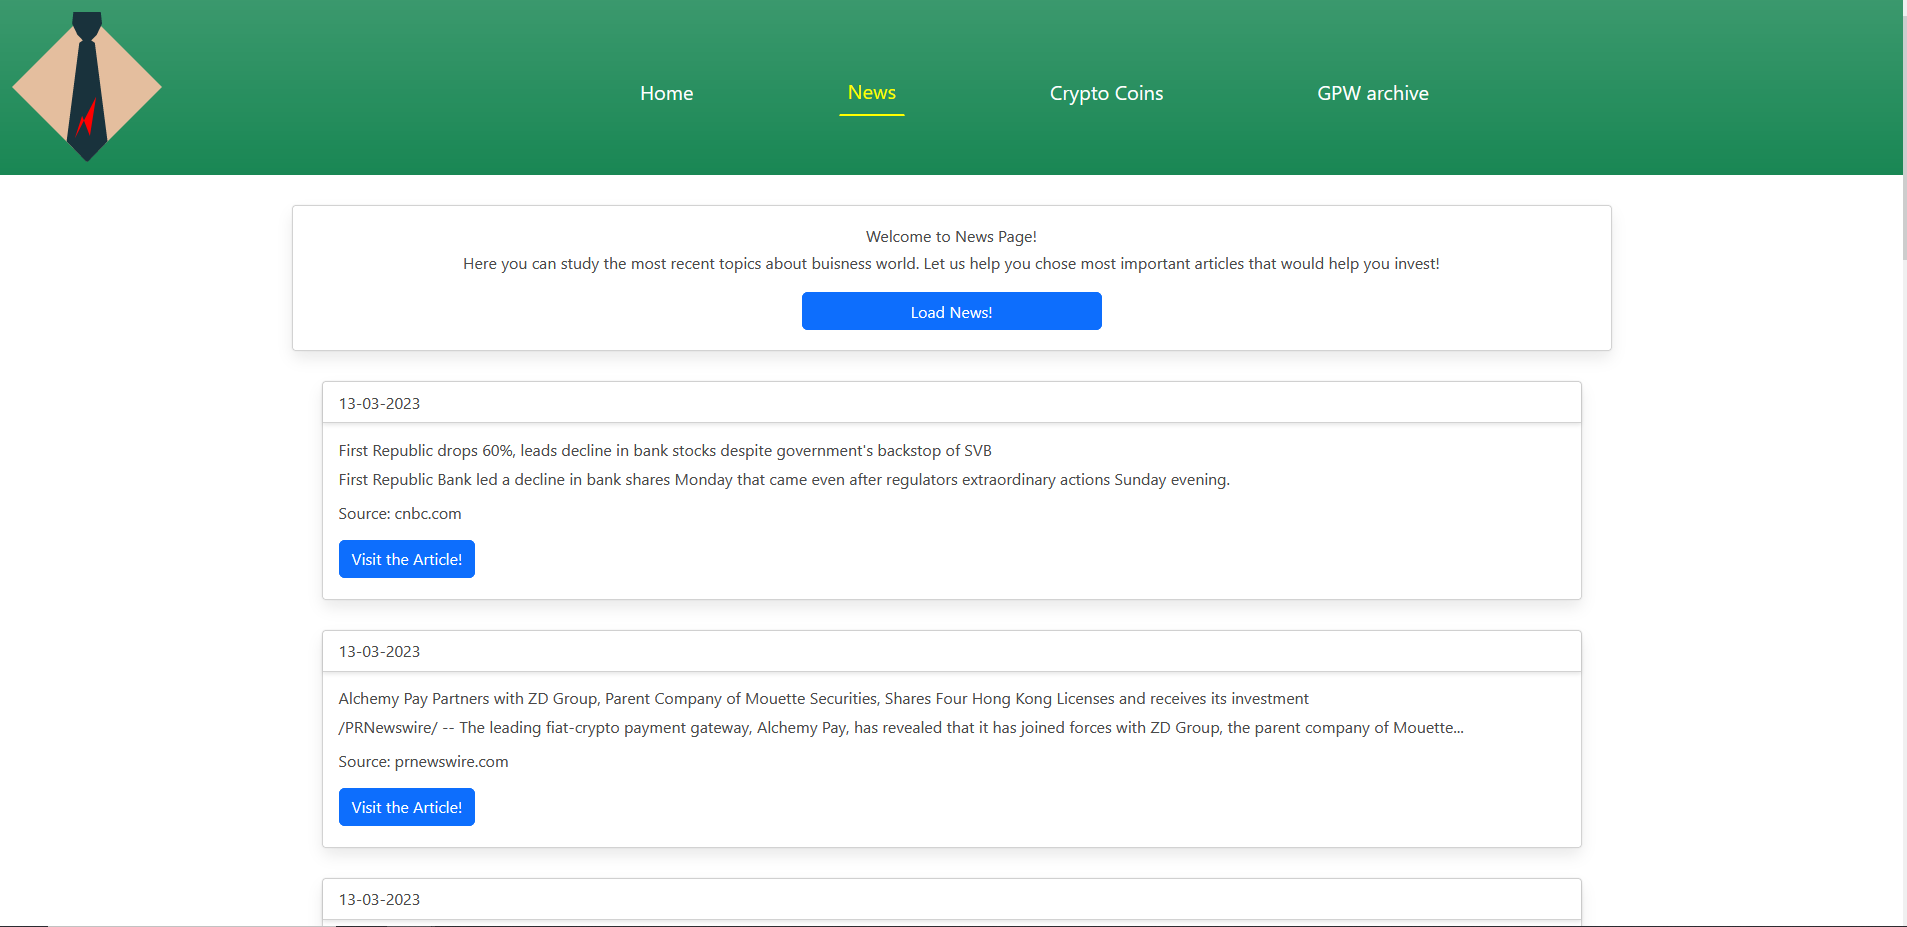 Home
News
Crypto Coins
GPW archive
Welcome to News Page!
Here you can study the most recent topics about buisness world. Let us help you chose most important articles that would help you invest!
Load News!
13-03-2023
First Republic drops 60%, leads decline in bank stocks despite government's backstop of SVB
First Republic Bank led a decline in bank shares Monday that came even after regulators extraordinary actions Sunday evening.
Source: cnbc.com
Visit the Article!
13-03-2023
Alchemy Pay Partners with ZD Group, Parent Company of Mouette Securities, Shares Four Hong Kong Licenses and receives its investment
/PRNewswire/ -- The leading fiat-crypto payment gateway, Alchemy Pay, has revealed that it has joined forces with ZD Group, the parent company of Mouette...
Source: prnewswire.com
Visit the Article!
13-03-2023